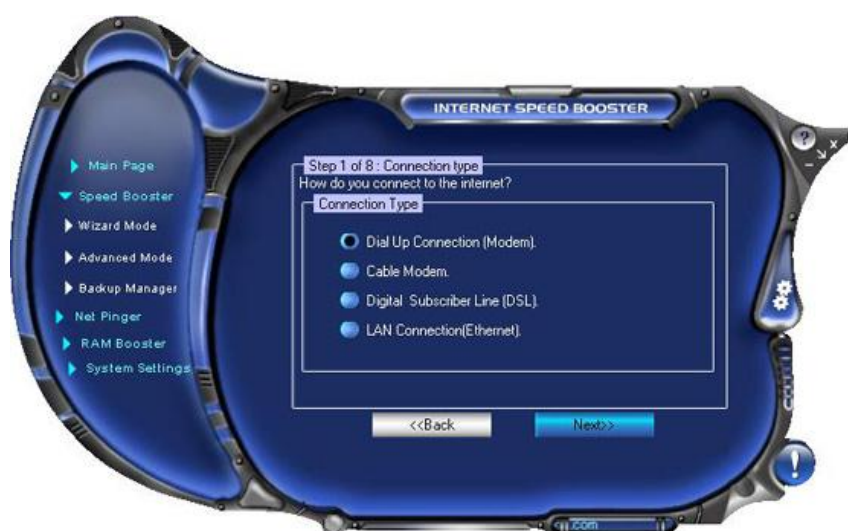 INTERNET SPEED BOOSTER
?
Main Page
Speed Booster
Wizard Mode
Advanced Mode
Backup Manager
Net Pinger
RAM Booster
System Settings
Step 1 of 8 : Connection type
How do you connect to the internet?
Connection Type
Dial Up Connection (Modem).
Cable Modem.
Digital Subscriber Line (DSL).
LAN Connection(Ethernet).
<<Back
Next>>
!
.com